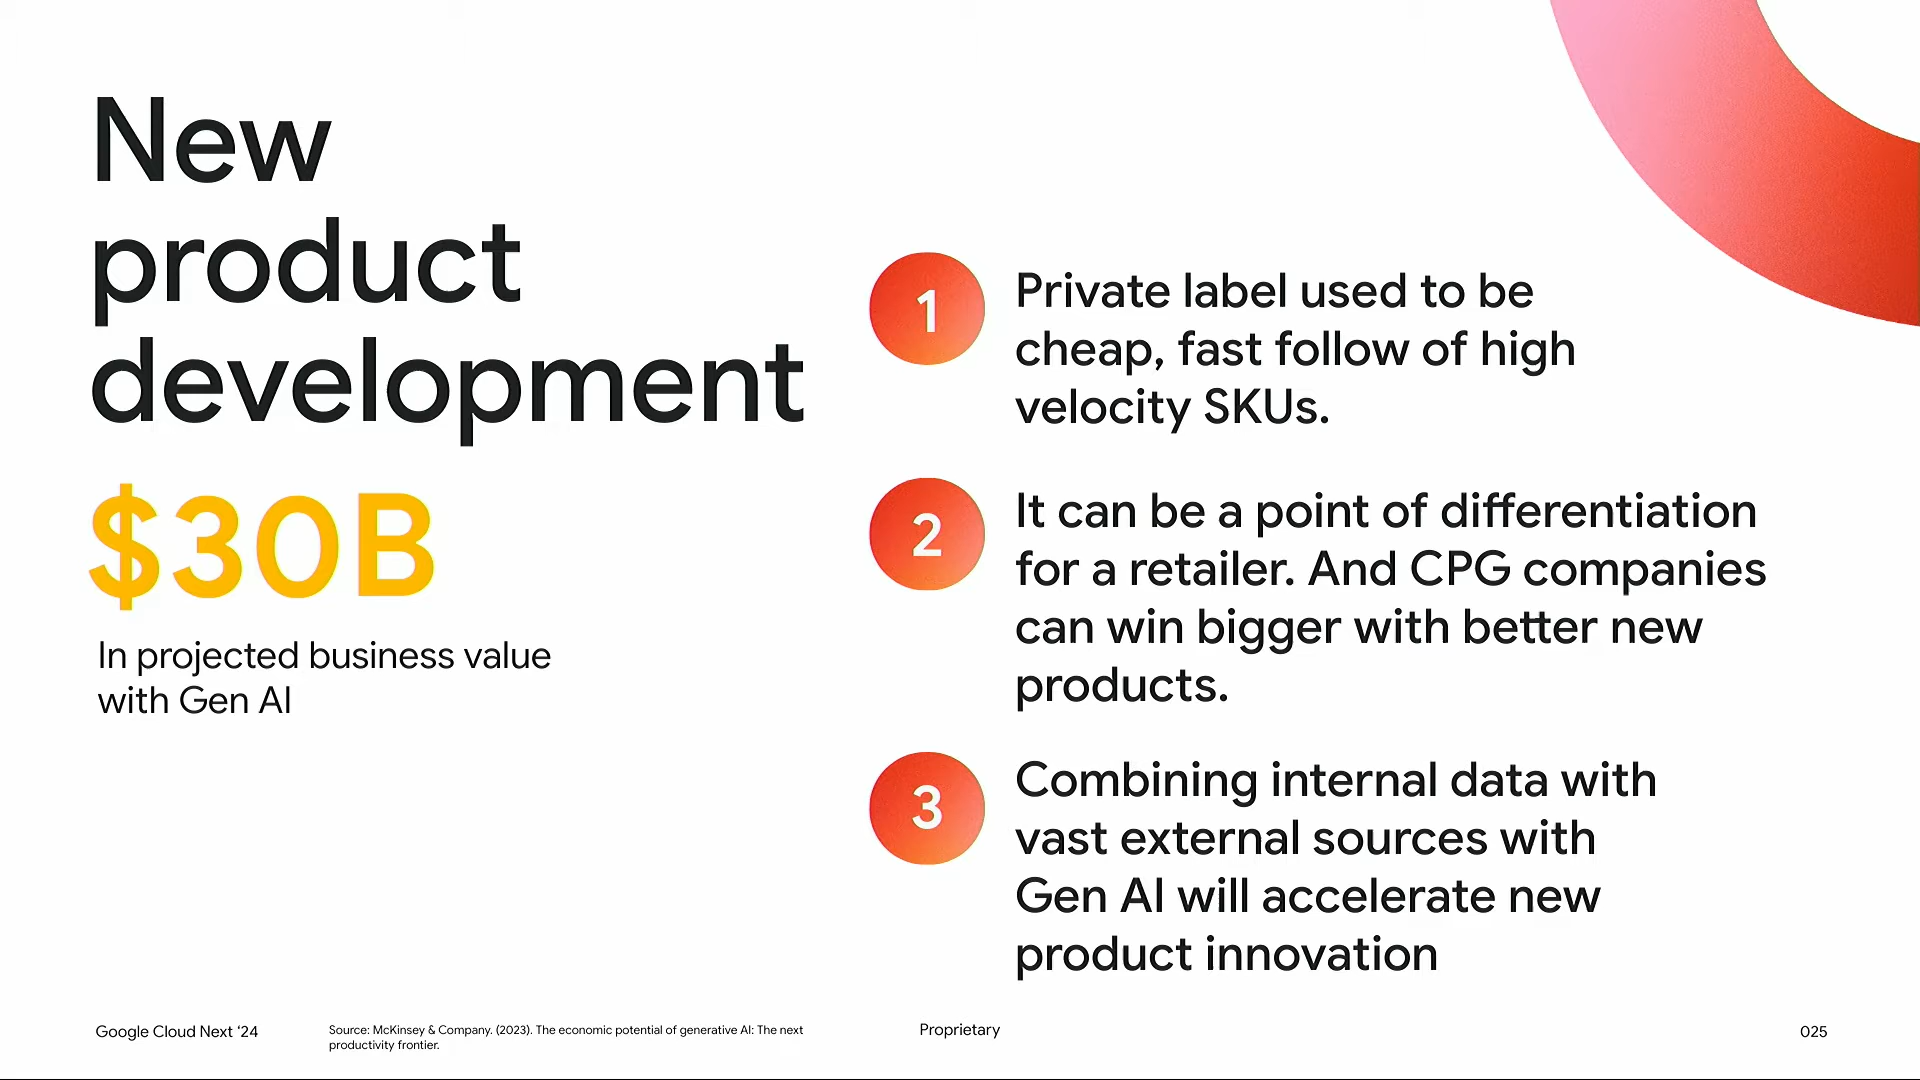 New
product
development
$30B
In projected business value
with Gen AI
1
Private label used to be
cheap, fast follow of high
velocity SKUs.
2
It can be a point of differentiation
for a retailer. And CPG companies
can win bigger with better new
products.
3
Combining internal data with
vast external sources with
Gen AI will accelerate new
product innovation
Google Cloud Next ‘24
Source: McKinsey & Company. (2023). The economic potential of generative AI: The next
productivity frontier.
Proprietary
025